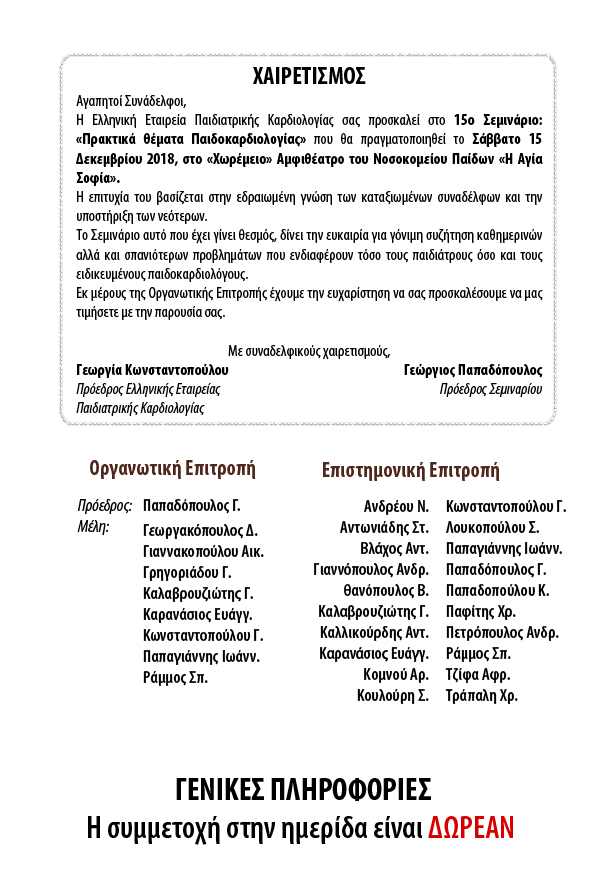 ΧΑΙΡΕΤΙΣΜΟΣ
Αγαπητοί Συνάδελφοι,
Η Ελληνική Εταιρεία Παιδιατρικής Καρδιολογίας σας προσκαλεί στο 15ο Σεμινάριο:
«Πρακτικά θέματα Παιδοκαρδιολογίας» που θα πραγματοποιηθεί το Σάββατο 15
Δεκεμβρίου 2018, στο «Χωρέμειο» Αμφιθέατρο του Νοσοκομείου Παίδων «Η Αγία
Σοφία».
Η επιτυχία του βασίζεται στην εδραιωμένη γνώση των καταξιωμένων συναδέλφων και την
υποστήριξη των νεότερων.
Το Σεμινάριο αυτό που έχει γίνει θεσμός, δίνει την ευκαιρία για γόνιμη συζήτηση καθημερινών
αλλά και σπανιότερων προβλημάτων που ενδιαφέρουν τόσο τους παιδιάτρους όσο και τους
ειδικευμένους παιδοκαρδιολόγους.
Εκ μέρους της Οργανωτικής Επιτροπής έχουμε την ευχαρίστηση να σας προσκαλέσουμε να μας
τιμήσετε με την παρουσία σας.
Με συναδελφικούς χαιρετισμούς,
Γεωργία Κωνσταντοπούλου Γεώργιος Παπαδόπουλος
Πρόεδρος Ελληνικής Εταιρείας Πρόεδρος Σεμιναρίου
Παιδιατρικής Καρδιολογίας
Οργανωτική Επιτροπή
Πρόεδρος: Παπαδόπουλος Γ.
Μέλη: Γεωργακόπουλος Δ.
Γιαννακοπούλου Αικ.
Γρηγοριάδου Γ.
Καλαβρουζιώτης Γ.
Καρανάσιος Ευάγγ.
Κωνσταντοπούλου Γ.
Παπαγιάννης Ιωάνν.
Ράμμος Σπ.
Επιστημονική Επιτροπή
Ανδρέου Ν. Κωνσταντοπούλου Γ.
Αντωνιάδης Στ. Λουκοπούλου Σ.
Βλάχος Αντ. Παπαγιάννης Ιωάνν.
Γιαννόπουλος Ανδρ. Παπαδόπουλος Γ.
Θανόπουλος Β. Παπαδοπούλου Κ.
Καλαβρουζιώτης Γ. Παφίτης Χρ.
Καλλικούρδης Αντ. Πετρόπουλος Ανδρ.
Καρανάσιος Ευάγγ. Ράμμος Σπ.
Κομνού Αρ. Τζίφα Αφρ.
Κουλούρη Σ. Τράπαλη Χρ.
ΓΕΝΙΚΕΣ ΠΛΗΡΟΦΟΡΙΕΣ
Η συμμετοχή στην ημερίδα είναι ΔΩΡΕΑΝ